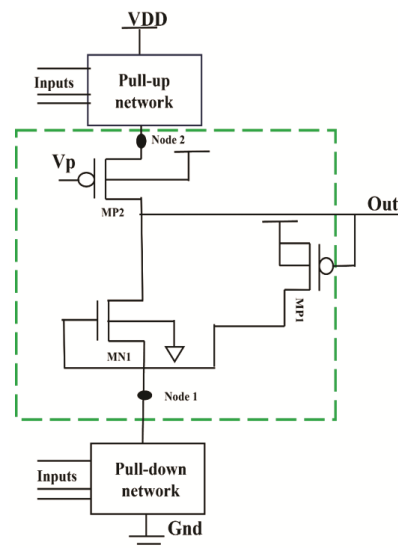 VDD
Inputs
Pull-up
network
Node 2
Vp
MP2
Out
MP1
MN1
Node 1
Inputs
Pull-down
network
Gnd